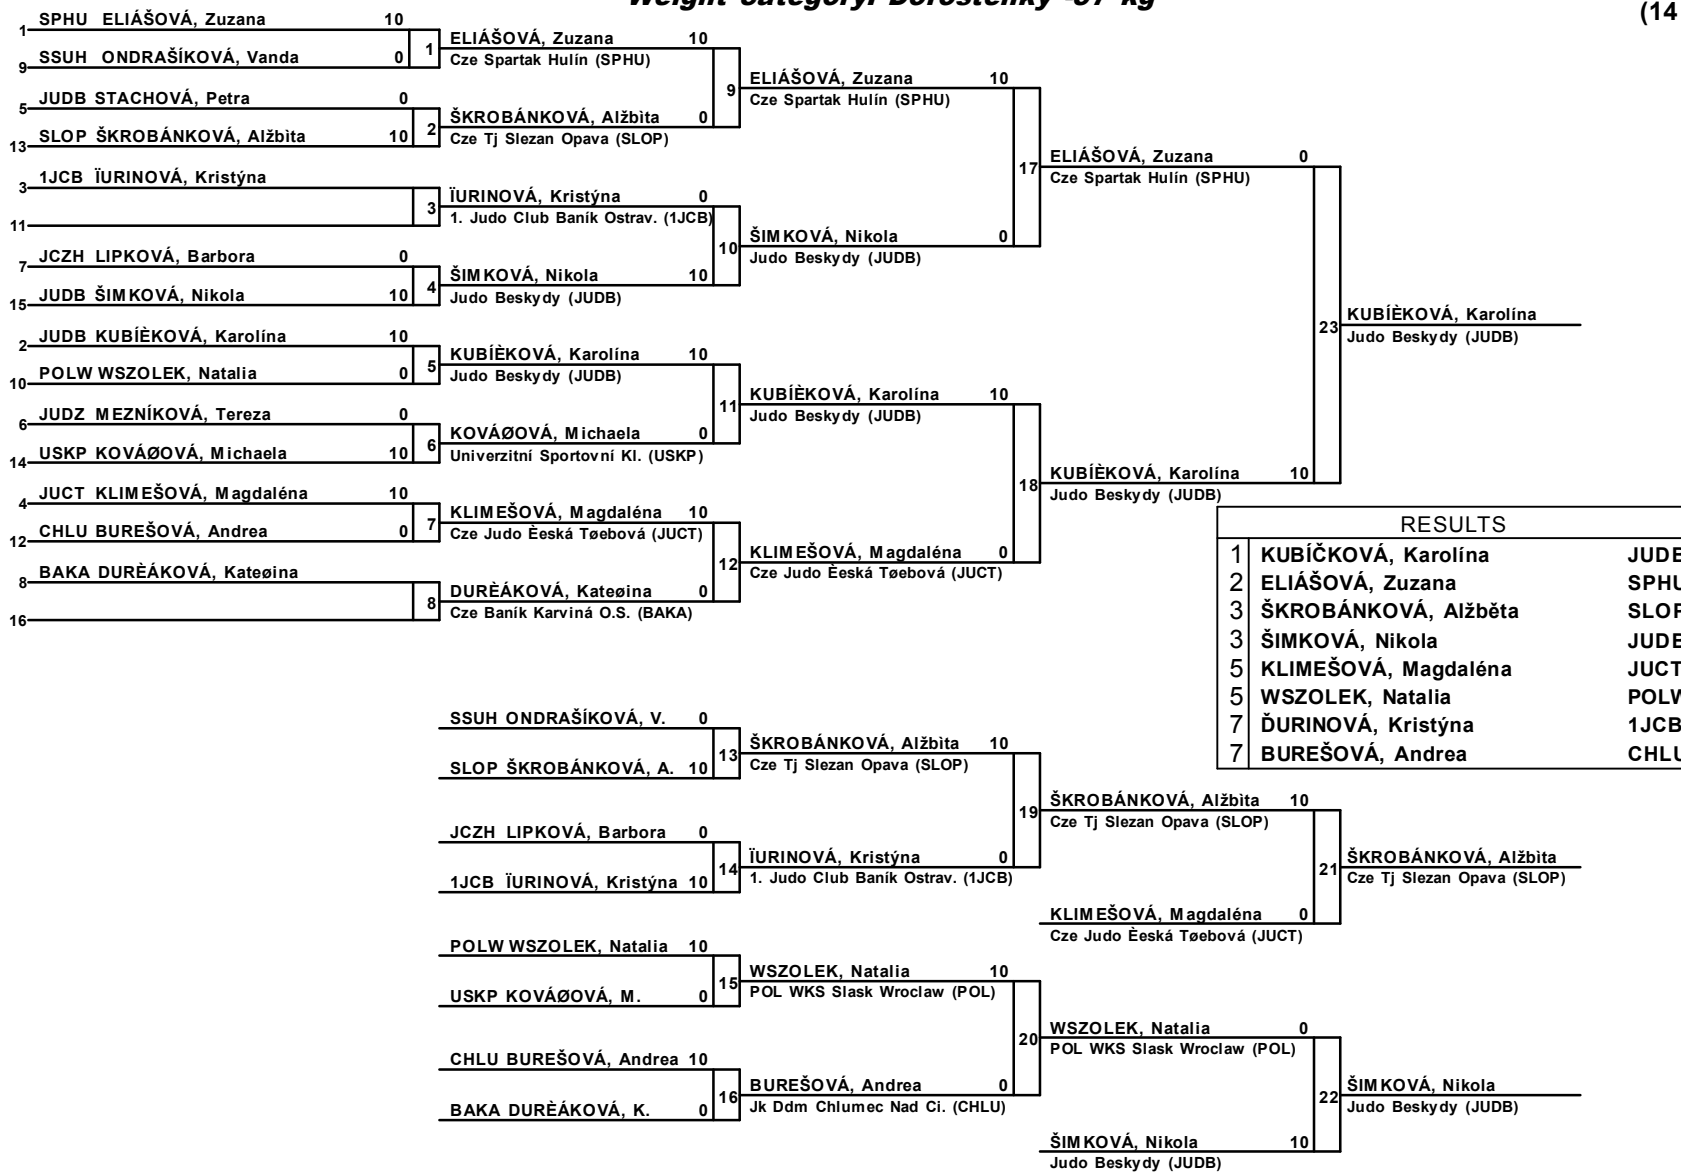 Weight category: Dorostenky -57 kg
(14
1 SPHU ELIÁŠOVÁ, Zuzana 10
9 SSUH ONDRAŠÍKOVÁ, Vanda 0
1 ELIÁŠOVÁ, Zuzana 10
Cze Spartak Hulín (SPHU)
5 JUDB STACHOVÁ, Petra 0
13 SLOP ŠKROBÁNKOVÁ, Alžbìta 10
2 ŠKROBÁNKOVÁ, Alžbìta 0
Cze Tj Slezan Opava (SLOP)
3 1JCB ÏURINOVÁ, Kristýna
11
3 ÏURINOVÁ, Kristýna 0
1. Judo Club Baník Ostrav. (1JCB)
7 JCZH LIPKOVÁ, Barbora 0
15 JUDB ŠIMKOVÁ, Nikola 10
4 ŠIMKOVÁ, Nikola 10
Judo Beskydy (JUDB)
2 JUDB KUBÍÈKOVÁ, Karolína 10
10 POLW WSZOLEK, Natalia 0
5 KUBÍÈKOVÁ, Karolína 10
Judo Beskydy (JUDB)
6 JUDZ MEZNÍKOVÁ, Tereza 0
14 USKP KOVÁØOVÁ, Michaela 10
6 KOVÁØOVÁ, Michaela 0
Univerzitní Sportovní Kl. (USKP)
4 JUCT KLIMEŠOVÁ, Magdaléna 10
12 CHLU BUREŠOVÁ, Andrea 0
7 KLIMEŠOVÁ, Magdaléna 10
Cze Judo Èeská Tøebová (JUCT)
8 BAKA DURÈÁKOVÁ, Kateøina
16
8 DURÈÁKOVÁ, Kateøina 0
Cze Baník Karviná O.S. (BAKA)
9 ELIÁŠOVÁ, Zuzana 10
Cze Spartak Hulín (SPHU)
10 ŠIMKOVÁ, Nikola 0
Judo Beskydy (JUDB)
11 KUBÍÈKOVÁ, Karolína 10
Judo Beskydy (JUDB)
12 KLIMEŠOVÁ, Magdaléna 0
Cze Judo Èeská Tøebová (JUCT)
17 ELIÁŠOVÁ, Zuzana 0
Cze Spartak Hulín (SPHU)
18 KUBÍÈKOVÁ, Karolína 10
Judo Beskydy (JUDB)
23 KUBÍÈKOVÁ, Karolína
Judo Beskydy (JUDB)
RESULTS
1 KUBÍČKOVÁ, Karolína JUDB
2 ELIÁŠOVÁ, Zuzana SPHU
3 ŠKROBÁNKOVÁ, Alžběta SLOP
3 ŠIMKOVÁ, Nikola JUDB
5 KLIMEŠOVÁ, Magdaléna JUCT
5 WSZOLEK, Natalia POLW
7 ĎURINOVÁ, Kristýna 1JCB
7 BUREŠOVÁ, Andrea CHLU
SSUH ONDRAŠÍKOVÁ, V. 0
SLOP ŠKROBÁNKOVÁ, A. 10
13 ŠKROBÁNKOVÁ, Alžbìta 10
Cze Tj Slezan Opava (SLOP)
JCZH LIPKOVÁ, Barbora 0
1JCB ÏURINOVÁ, Kristýna 10
14 ÏURINOVÁ, Kristýna 0
1. Judo Club Baník Ostrav. (1JCB)
POLW WSZOLEK, Natalia 10
USKP KOVÁØOVÁ, M. 0
15 WSZOLEK, Natalia 10
POL WKS Slask Wroclaw (POL)
CHLU BUREŠOVÁ, Andrea 10
BAKA DURÈÁKOVÁ, K. 0
16 BUREŠOVÁ, Andrea 0
Jk Ddm Chlumec Nad Ci. (CHLU)
19 ŠKROBÁNKOVÁ, Alžbìta 10
Cze Tj Slezan Opava (SLOP)
KLIMEŠOVÁ, Magdaléna 0
Cze Judo Èeská Tøebová (JUCT)
21 ŠKROBÁNKOVÁ, Alžbìta
Cze Tj Slezan Opava (SLOP)
20 WSZOLEK, Natalia 0
POL WKS Slask Wroclaw (POL)
ŠIMKOVÁ, Nikola 10
Judo Beskydy (JUDB)
22 ŠIMKOVÁ, Nikola
Judo Beskydy (JUDB)